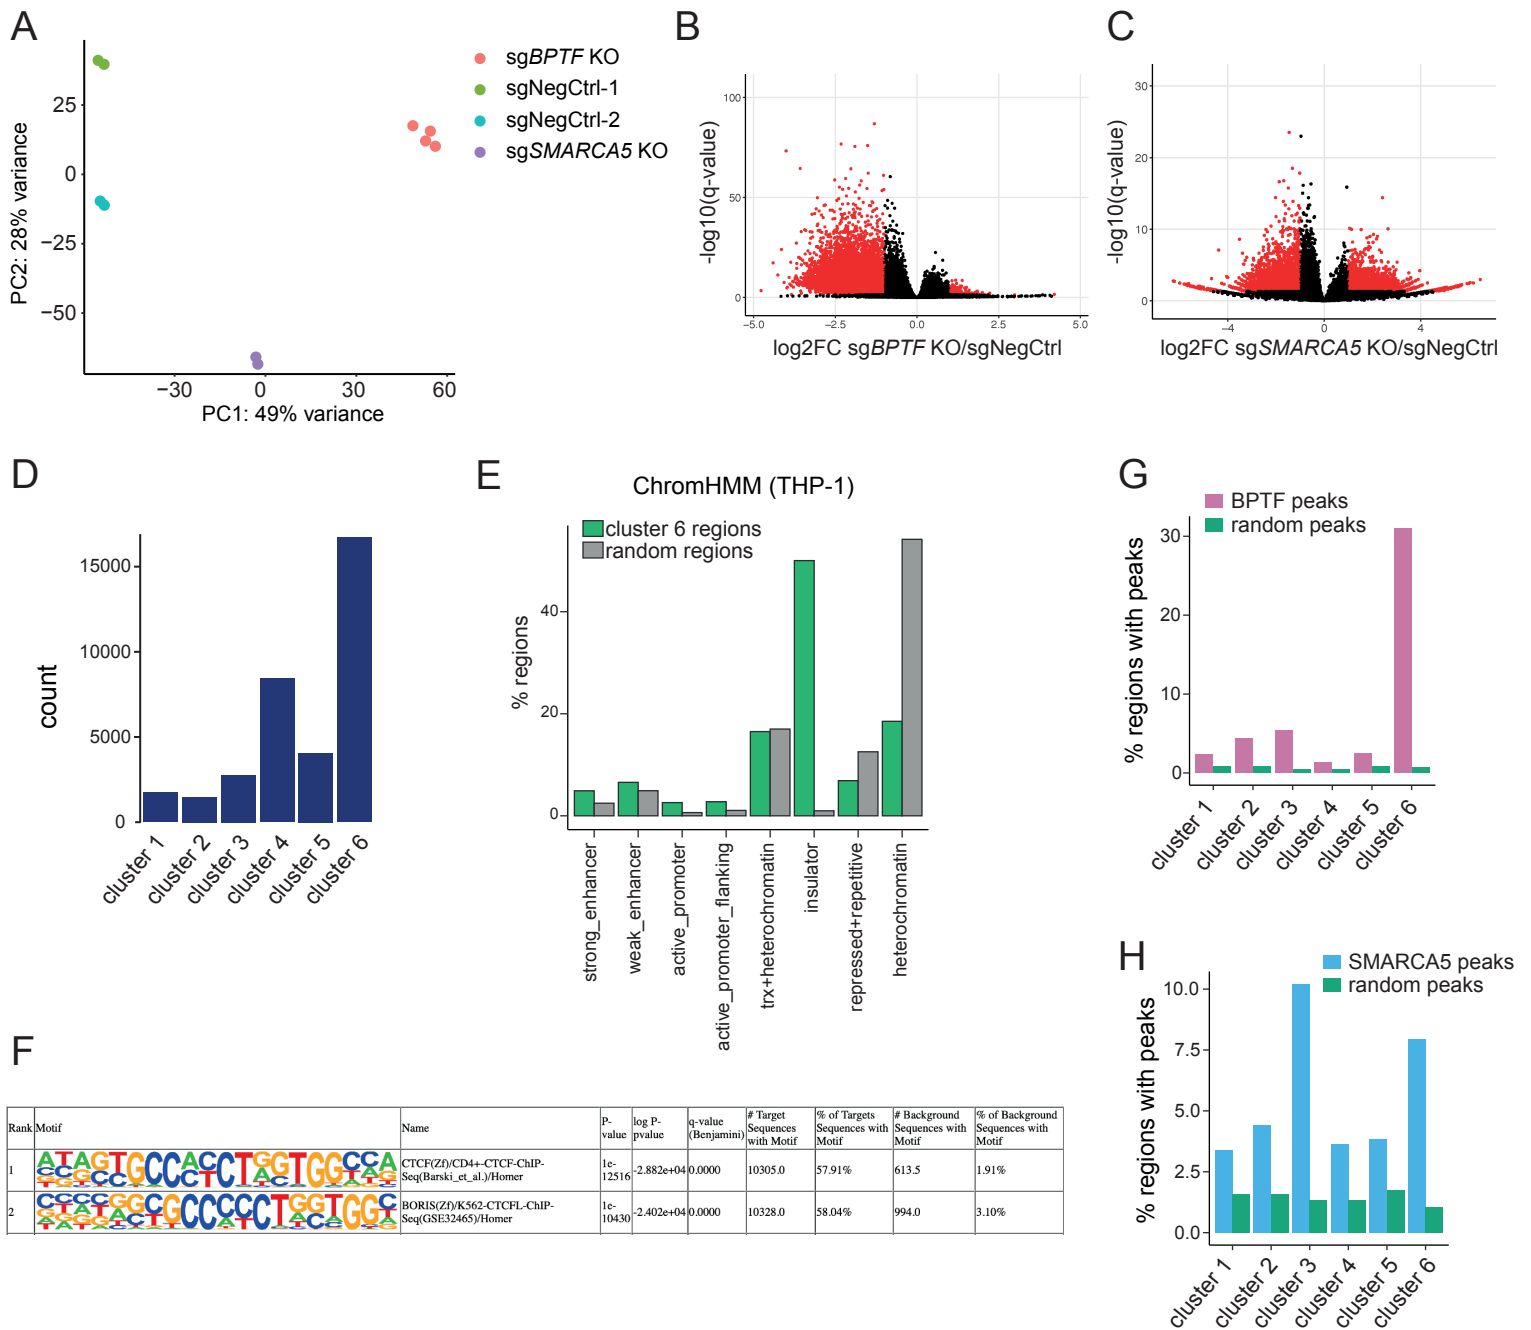 A
25
0
−25
−50
−30
0
30
60
PC2: 28% variance
PC1: 49% variance
sgBPTF KO
sgNegCtrl-1
sgNegCtrl-2
sgSMARCA5 KO
B
100
50
0
−5.0
−2.5
0.0
2.5
5.0
-log10(q-value)
log2FC sgBPTF KO/sgNegCtrl
C
30
20
10
0
−4
0
4
-log10(q-value)
log2FC sgSMARCA5 KO/sgNegCtrl
D
15000
10000
5000
0
count
cluster 1
cluster 2
cluster 3
cluster 4
cluster 5
cluster 6
E
ChromHMM (THP-1)
cluster 6 regions
random regions
40
20
0
% regions
strong_enhancer
weak_enhancer
active_promoter
active_promoter_flanking
trx+heterochromatin
insulator
repressed+repetitive
heterochromatin
G
BPTF peaks
random peaks
30
20
10
0
% regions with peaks
cluster 1
cluster 2
cluster 3
cluster 4
cluster 5
cluster 6
H
SMARCA5 peaks
random peaks
10.0
7.5
5.0
2.5
0.0
% regions with peaks
cluster 1
cluster 2
cluster 3
cluster 4
cluster 5
cluster 6
F
Rank
Motif
Name
P-
value
log P-
pvalue
q-value
(Benjamini)
# Target
Sequences
with Motif
% of Targets
Sequences with
Motif
# Background
Sequences with
Motif
% of Background
Sequences with
Motif
1
CTCF(Zf)/CD4+-CTCF-ChIP-
Seq(Barski_et_al.)/Homer
1e-
12516
-2.882e+04
0.0000
10305.0
57.91%
613.5
1.91%
2
BORIS(Zf)/K562-CTCFL-ChIP-
Seq(GSE32465)/Homer
1e-
10430
-2.402e+04
0.0000
10328.0
58.04%
994.0
3.10%